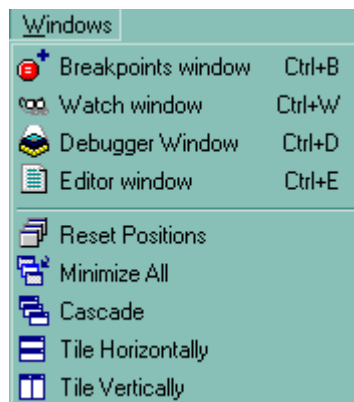 Windows
Breakpoints window Ctrl+B
Watch window Ctrl+W
Debugger Window Ctrl+D
Editor window Ctrl+E
Reset Positions
Minimize All
Cascade
Tile Horizontally
Tile Vertically